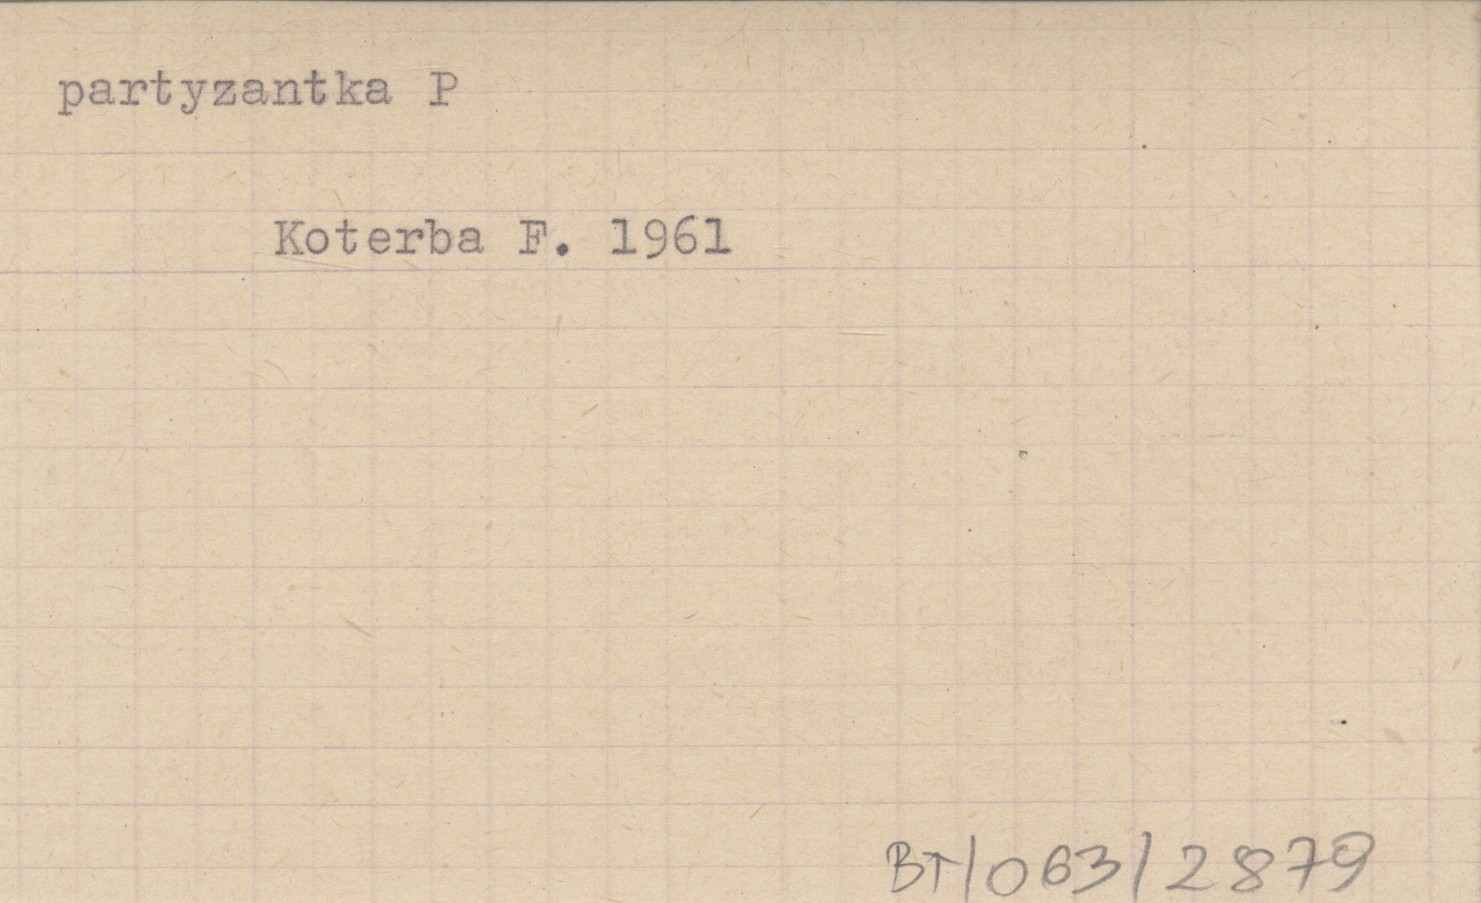 partyzantka P
Koterba F. 1961
BT/063/2879